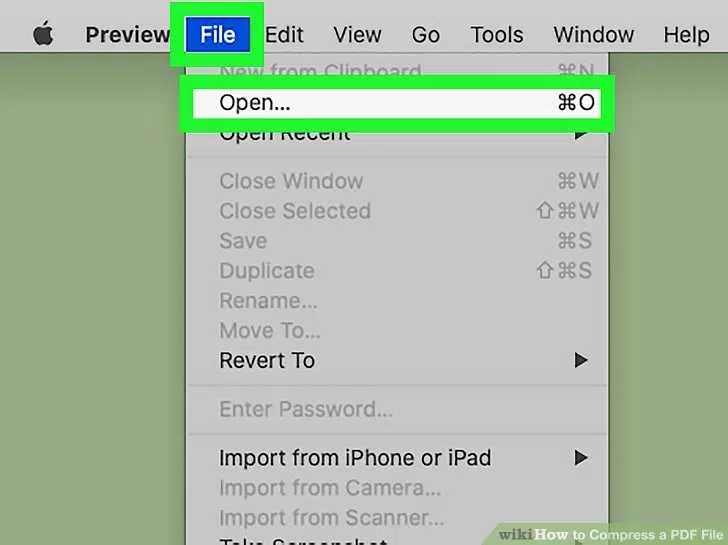 Preview File Edit View Go Tools Window Help
New from Clipboard ⌘N
Open... ⌘O
Open Recent ▶
Close Window ⌘W
Close Selected ⇧⌘W
Save ⌘S
Duplicate ⇧⌘S
Rename...
Move To...
Revert To ▶
Enter Password...
Import from iPhone or iPad ▶
Import from Camera...
Import from Scanner...
Take Screenshot
wikiHow to Compress a PDF File